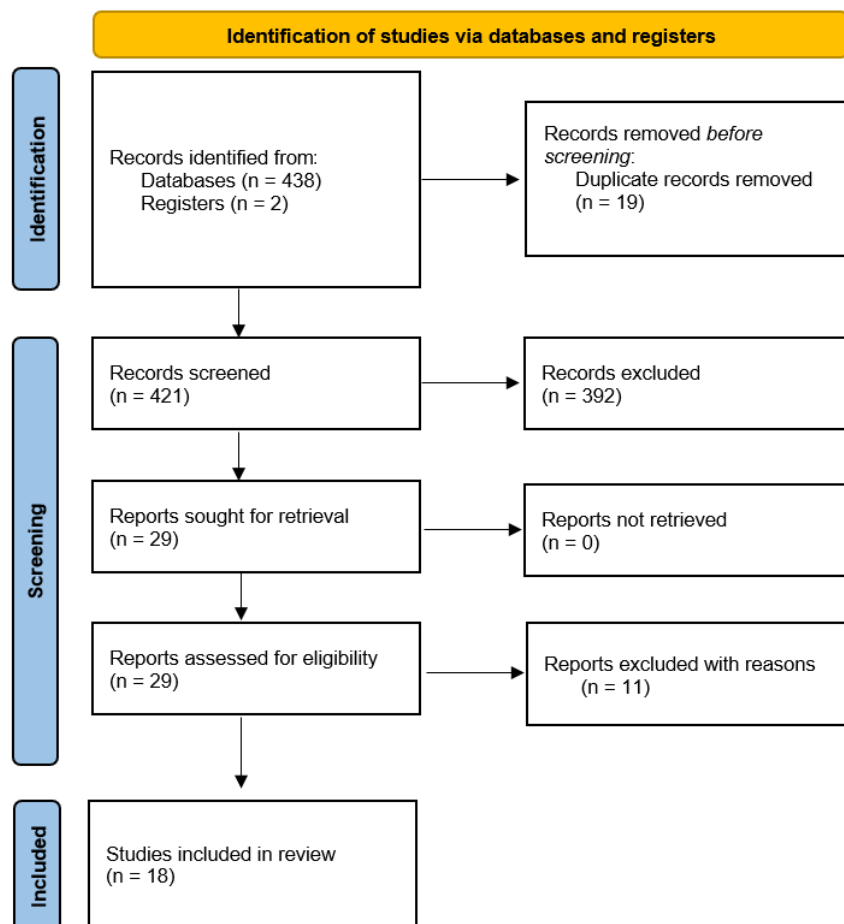 Identification of studies via databases and registers
Identification
Records identified from:
Databases (n = 438)
Registers (n = 2)
Records removed before
screening:
Duplicate records removed
(n = 19)
Screening
Records screened
(n = 421)
Records excluded
(n = 392)
Reports sought for retrieval
(n = 29)
Reports not retrieved
(n = 0)
Reports assessed for eligibility
(n = 29)
Reports excluded with reasons
(n = 11)
Included
Studies included in review
(n = 18)